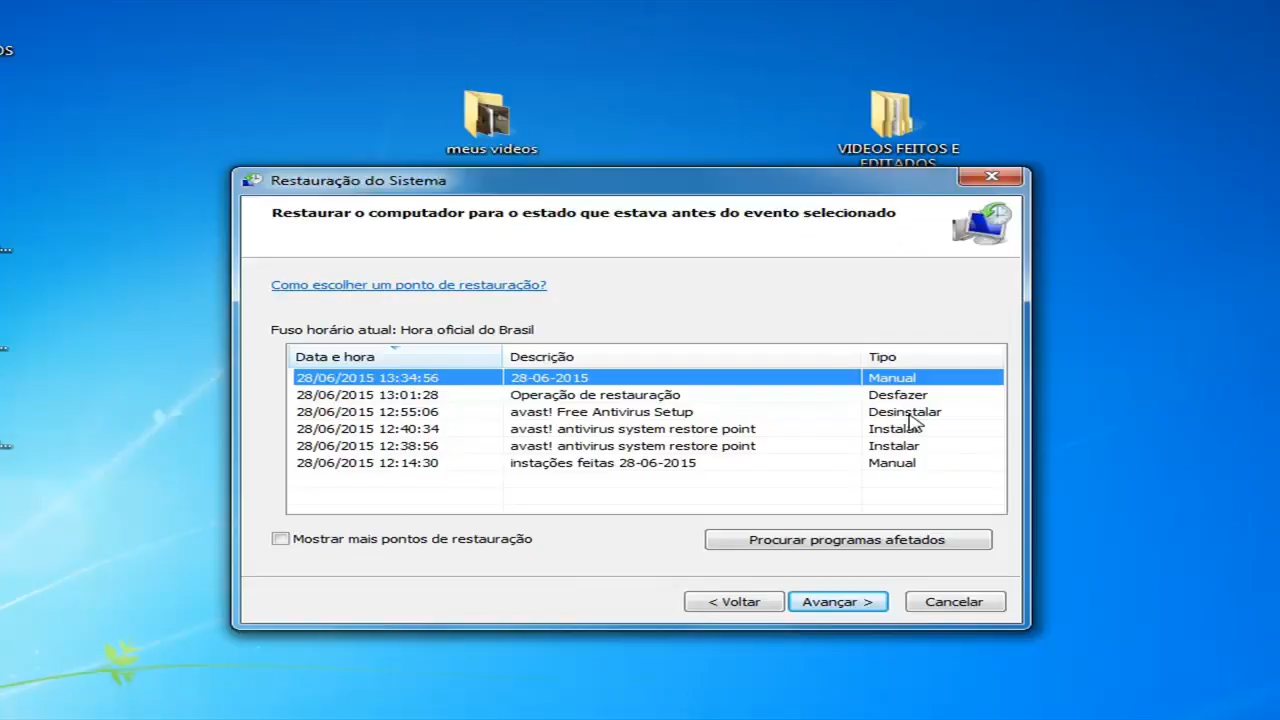 os
meus videos
VIDEOS FEITOS E
EDITADOS
Restauração do Sistema
Restaurar o computador para o estado que estava antes do evento selecionado
Como escolher um ponto de restauração?
Fuso horário atual: Hora oficial do Brasil
Data e hora Descrição Tipo
28/06/2015 13:34:56 28-06-2015 Manual
28/06/2015 13:01:28 Operação de restauração Desfazer
28/06/2015 12:55:06 avast! Free Antivirus Setup Desinstalar
28/06/2015 12:40:34 avast! antivirus system restore point Instalar
28/06/2015 12:38:56 avast! antivirus system restore point Instalar
28/06/2015 12:14:30 instações feitas 28-06-2015 Manual
Mostrar mais pontos de restauração
Procurar programas afetados
< Voltar Avançar > Cancelar